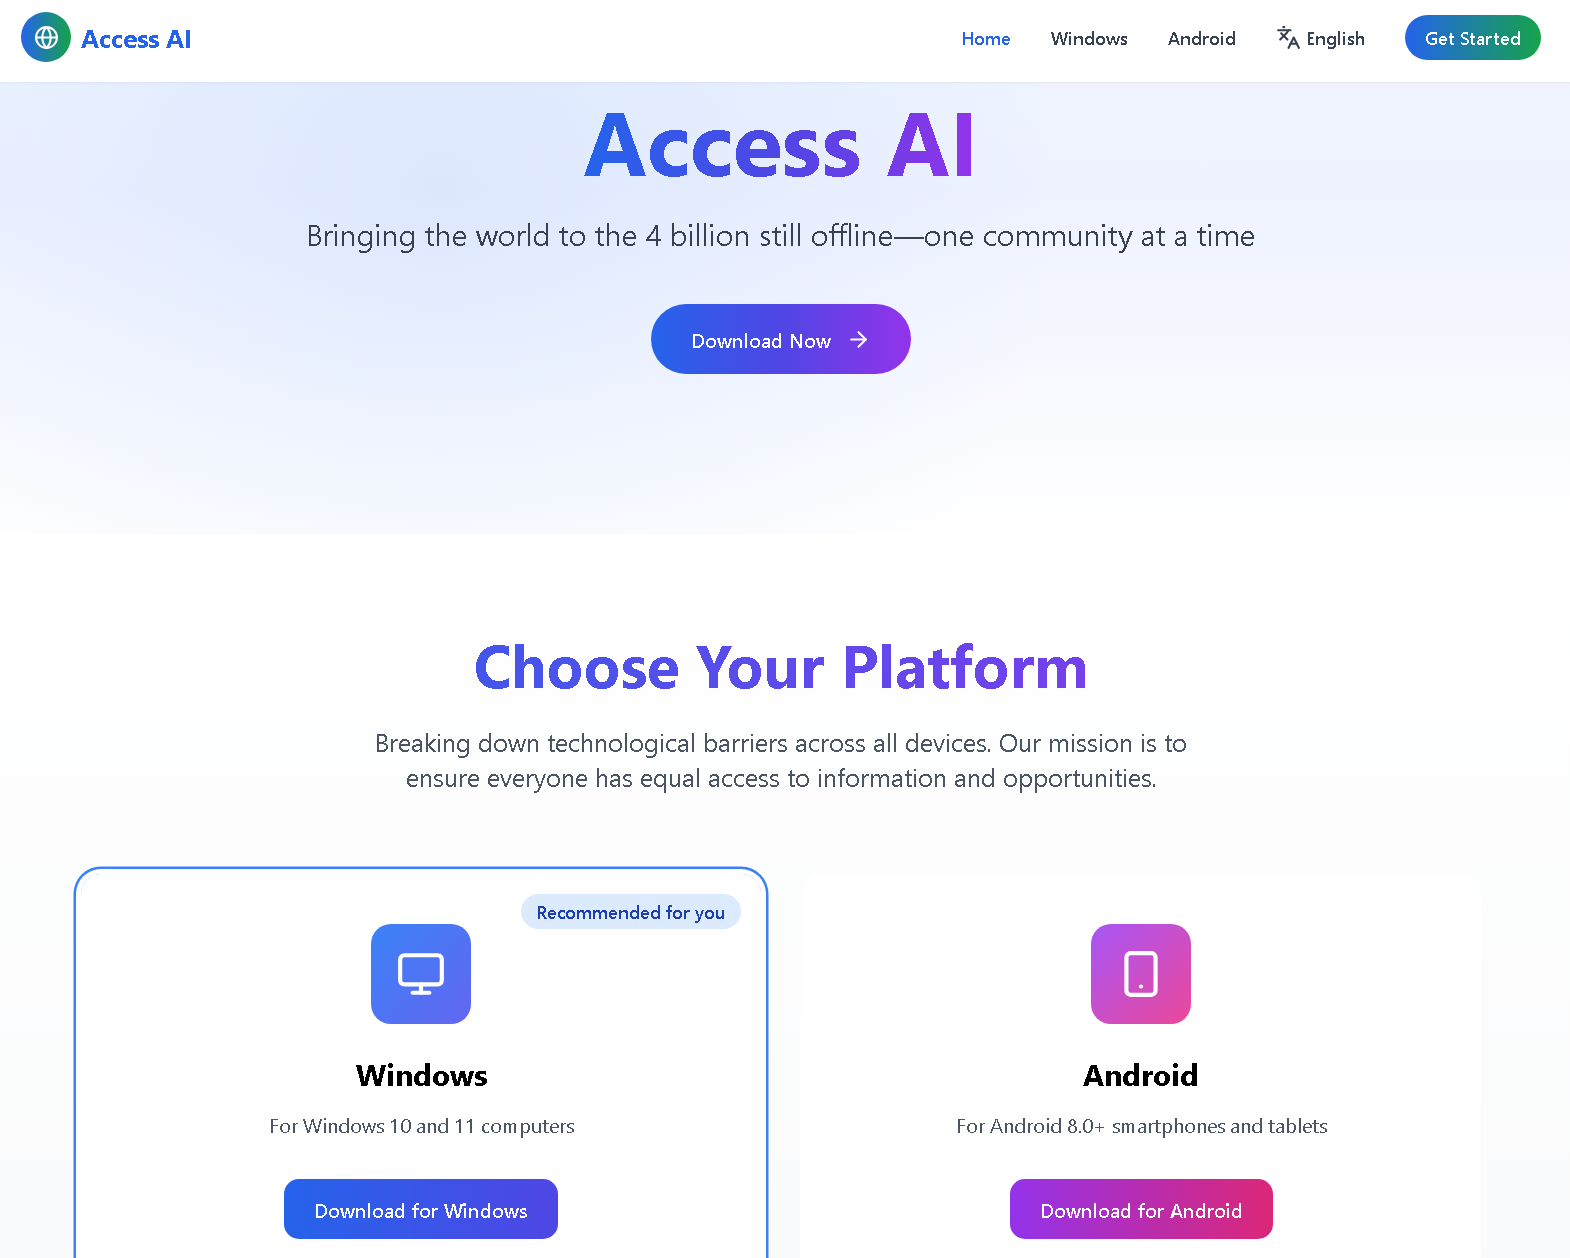 Access AI
Home
Windows
Android
English
Get Started
Access AI
Bringing the world to the 4 billion still offline—one community at a time
Download Now
Choose Your Platform
Breaking down technological barriers across all devices. Our mission is to
ensure everyone has equal access to information and opportunities.
Recommended for you
Windows
For Windows 10 and 11 computers
Download for Windows
Android
For Android 8.0+ smartphones and tablets
Download for Android